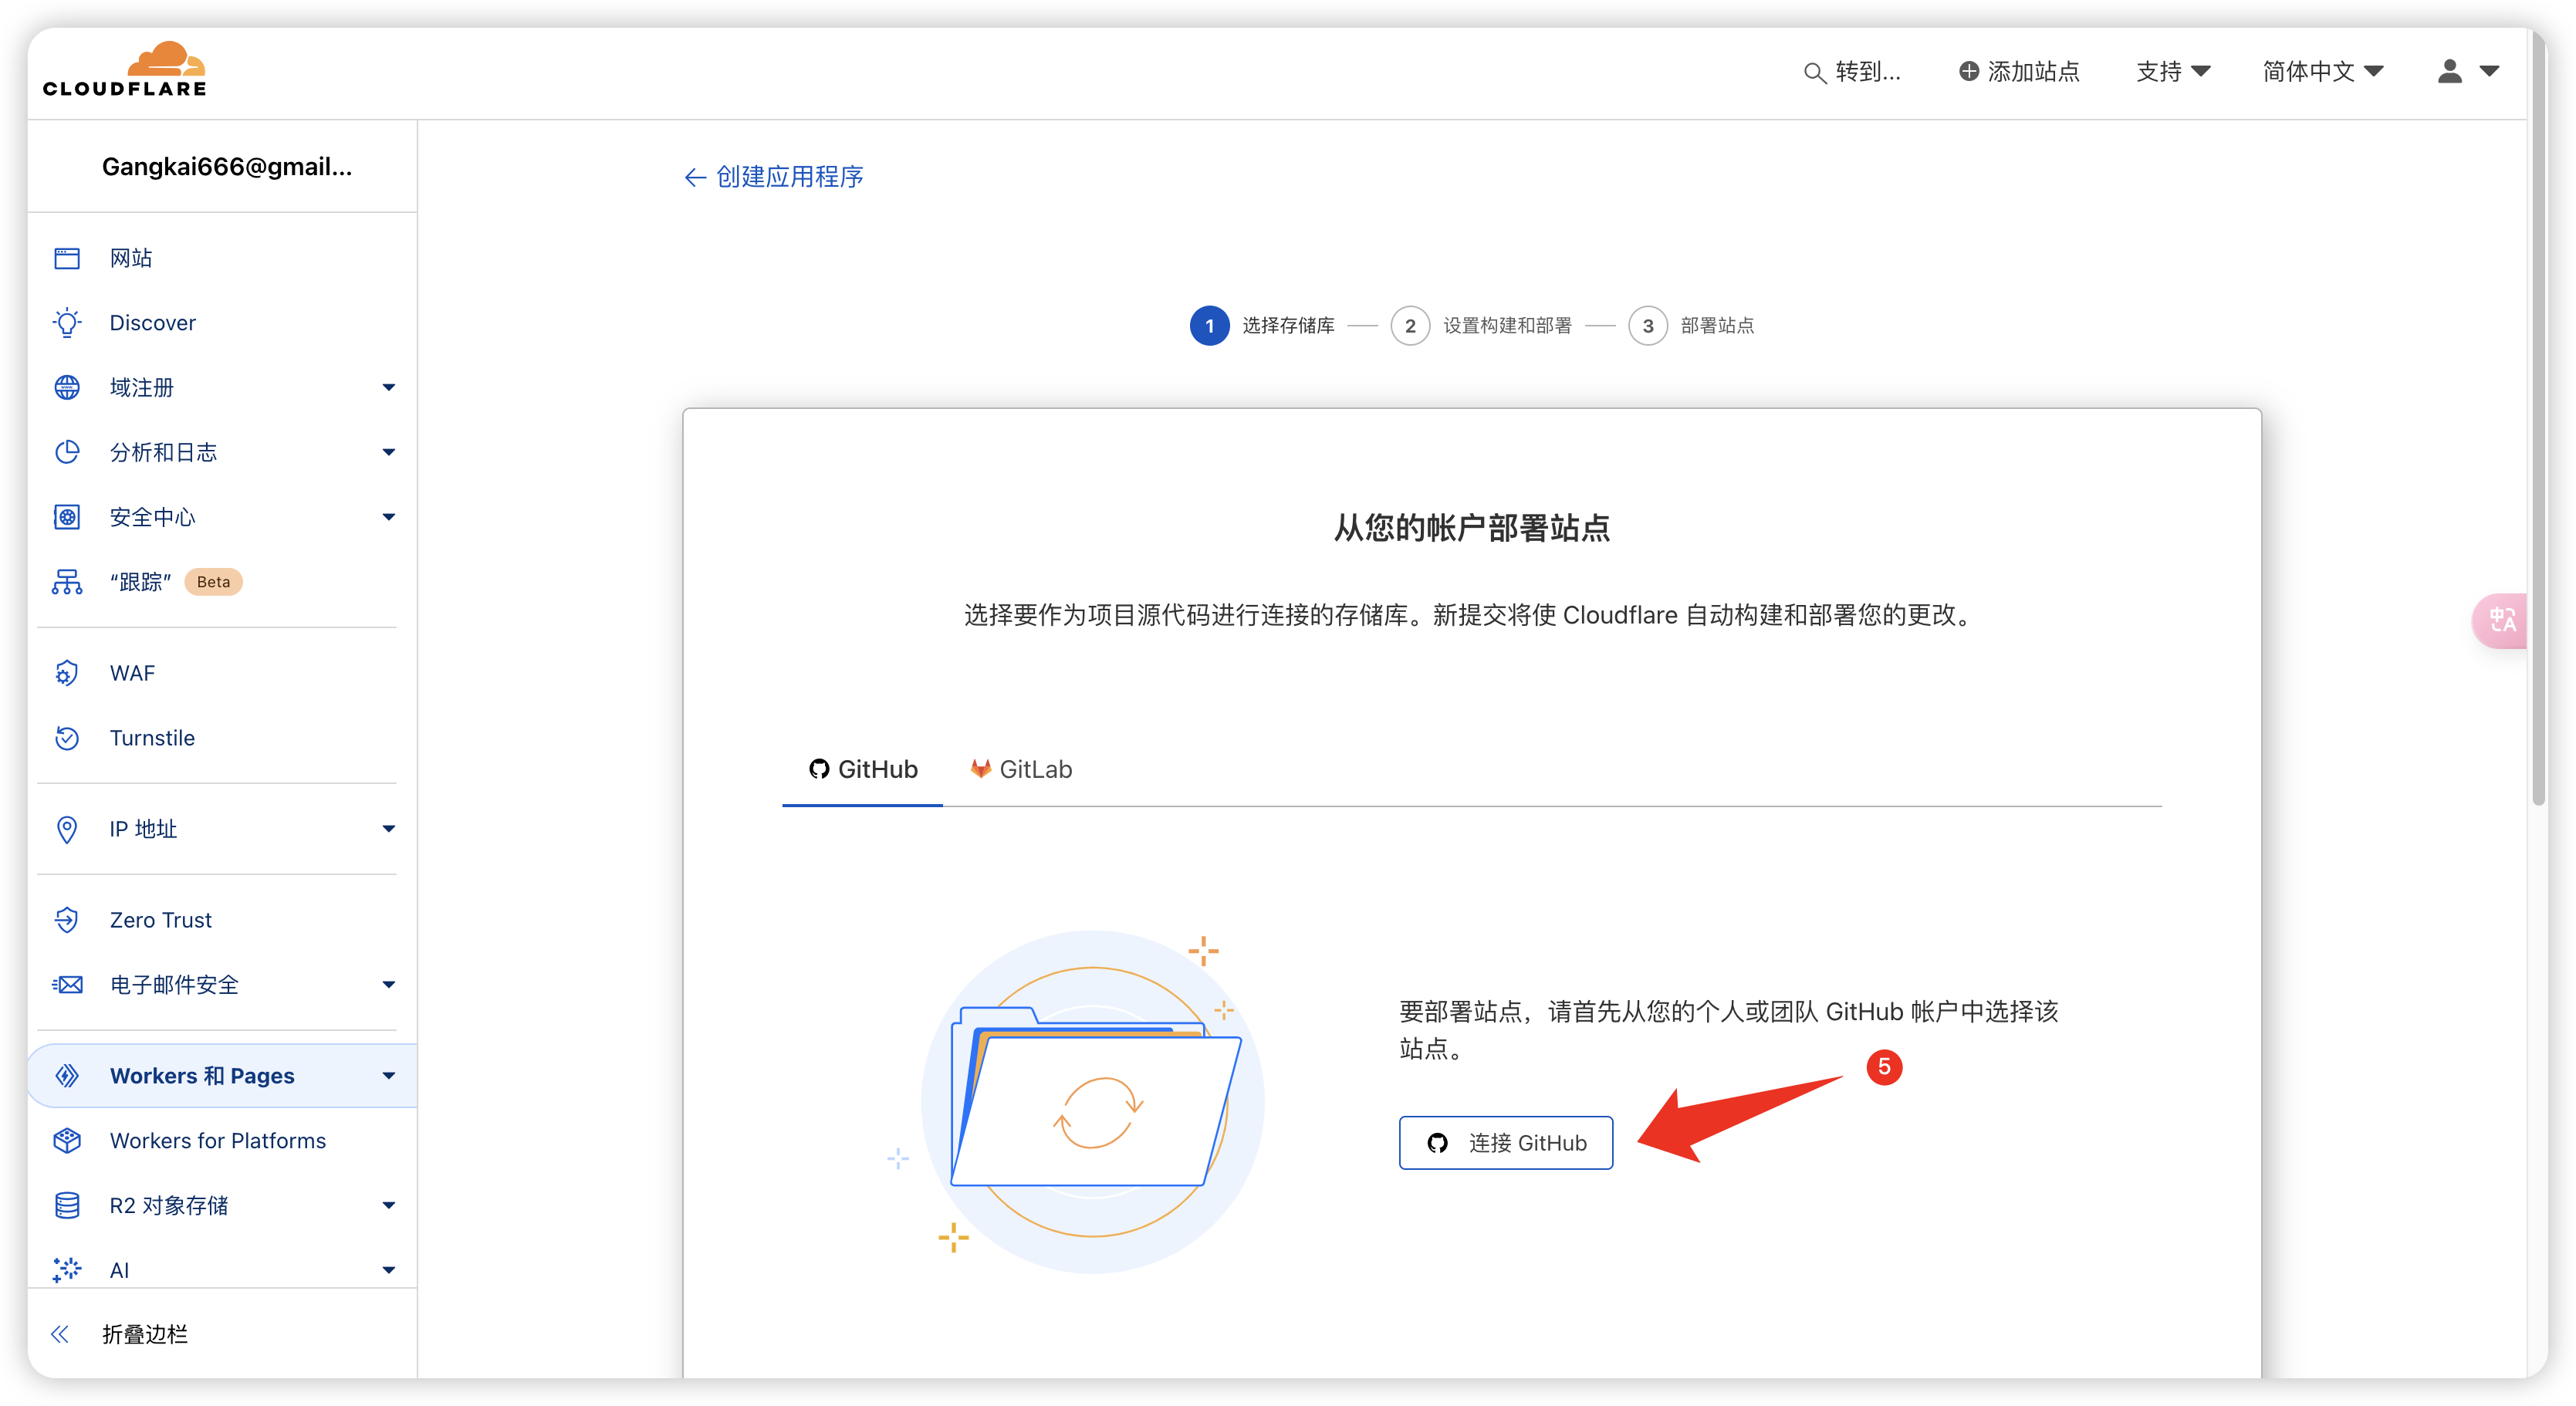 CLOUDFLARE
转到...
添加站点
支持
简体中文
Gangkai666@gmail...
网站
Discover
域注册
分析和日志
安全中心
“跟踪” Beta
WAF
Turnstile
IP 地址
Zero Trust
电子邮件安全
Workers 和 Pages
Workers for Platforms
R2 对象存储
AI
折叠边栏
← 创建应用程序
1 选择存储库
2 设置构建和部署
3 部署站点
从您的帐户部署站点
选择要作为项目源代码进行连接的存储库。新提交将使 Cloudflare 自动构建和部署您的更改。
GitHub
GitLab
要部署站点，请首先从您的个人或团队 GitHub 帐户中选择该
站点。
5
连接 GitHub
中A